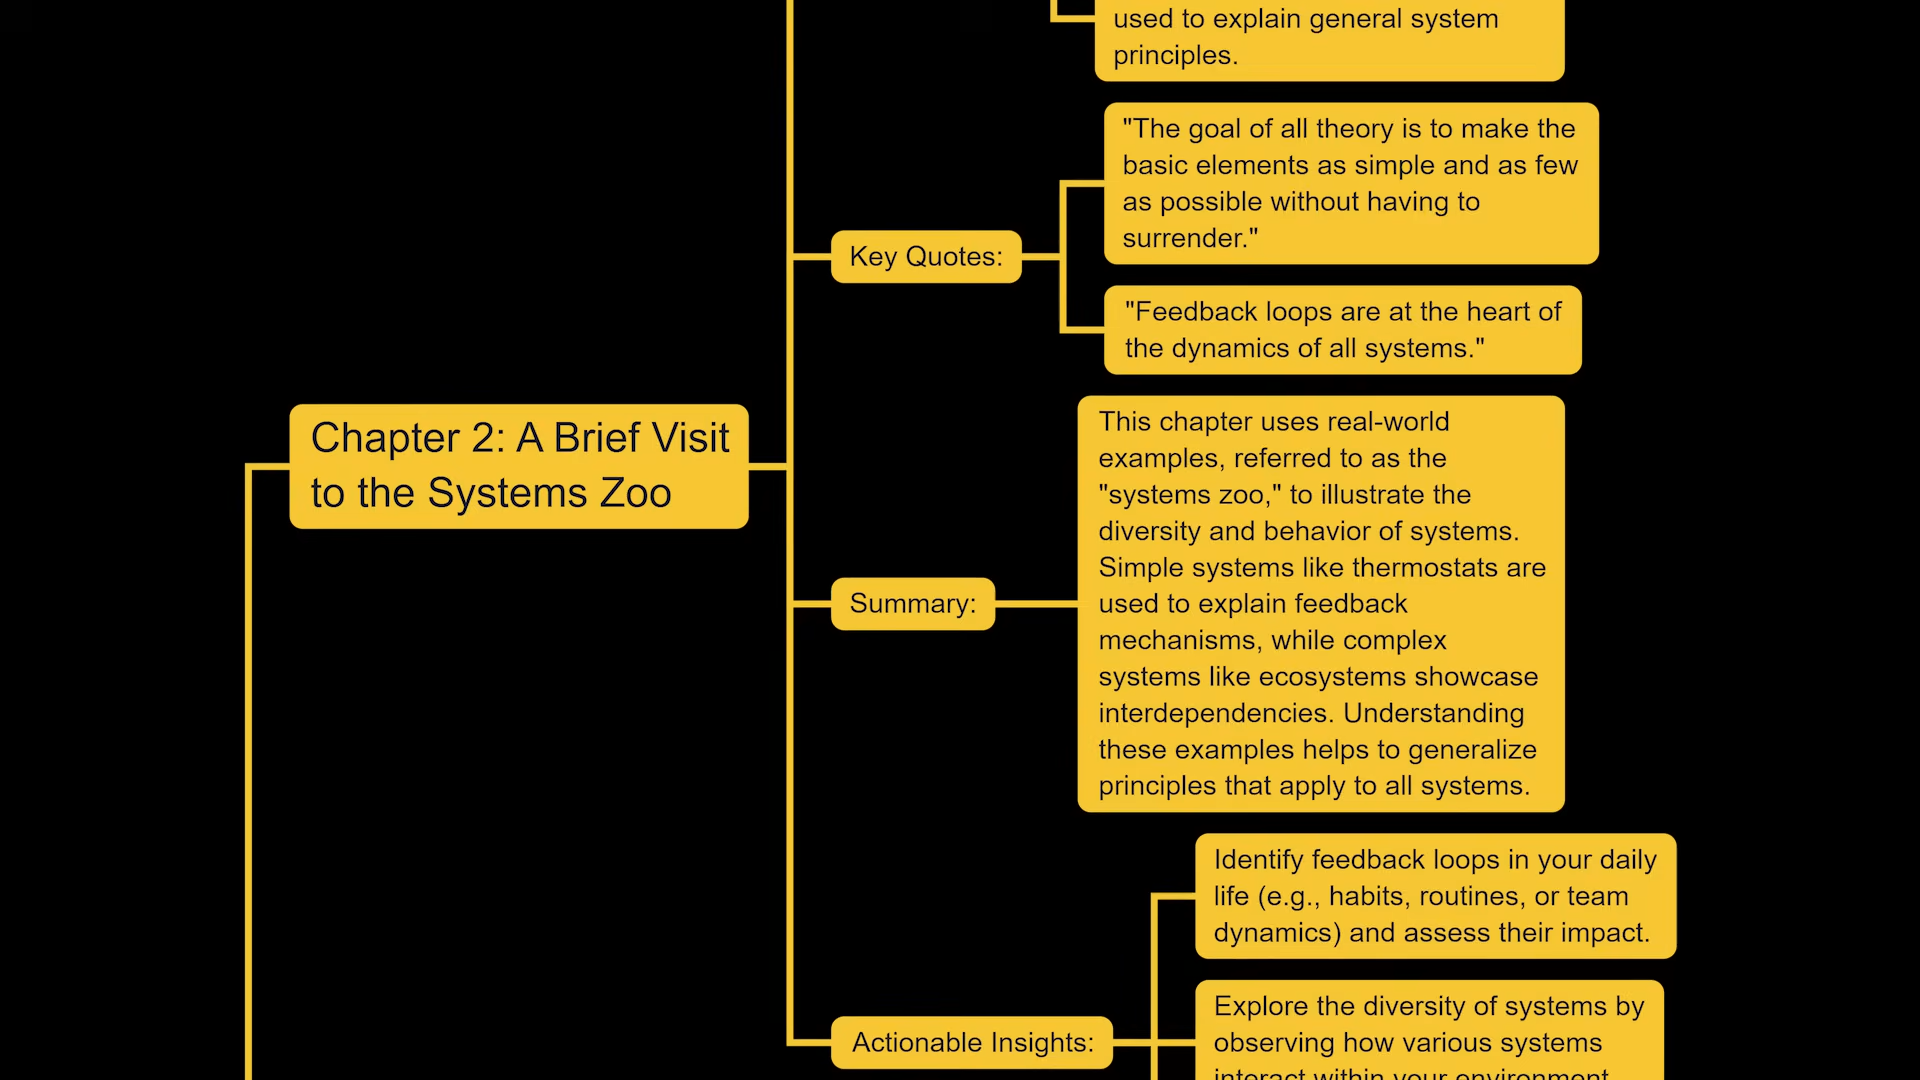 used to explain general system
principles.
"The goal of all theory is to make the
basic elements as simple and as few
as possible without having to
surrender."
Key Quotes:
"Feedback loops are at the heart of
the dynamics of all systems."
Chapter 2: A Brief Visit
to the Systems Zoo
This chapter uses real-world
examples, referred to as the
"systems zoo," to illustrate the
diversity and behavior of systems.
Simple systems like thermostats are
used to explain feedback
mechanisms, while complex
systems like ecosystems showcase
interdependencies. Understanding
these examples helps to generalize
principles that apply to all systems.
Summary:
Identify feedback loops in your daily
life (e.g., habits, routines, or team
dynamics) and assess their impact.
Actionable Insights:
Explore the diversity of systems by
observing how various systems
interact within your environment